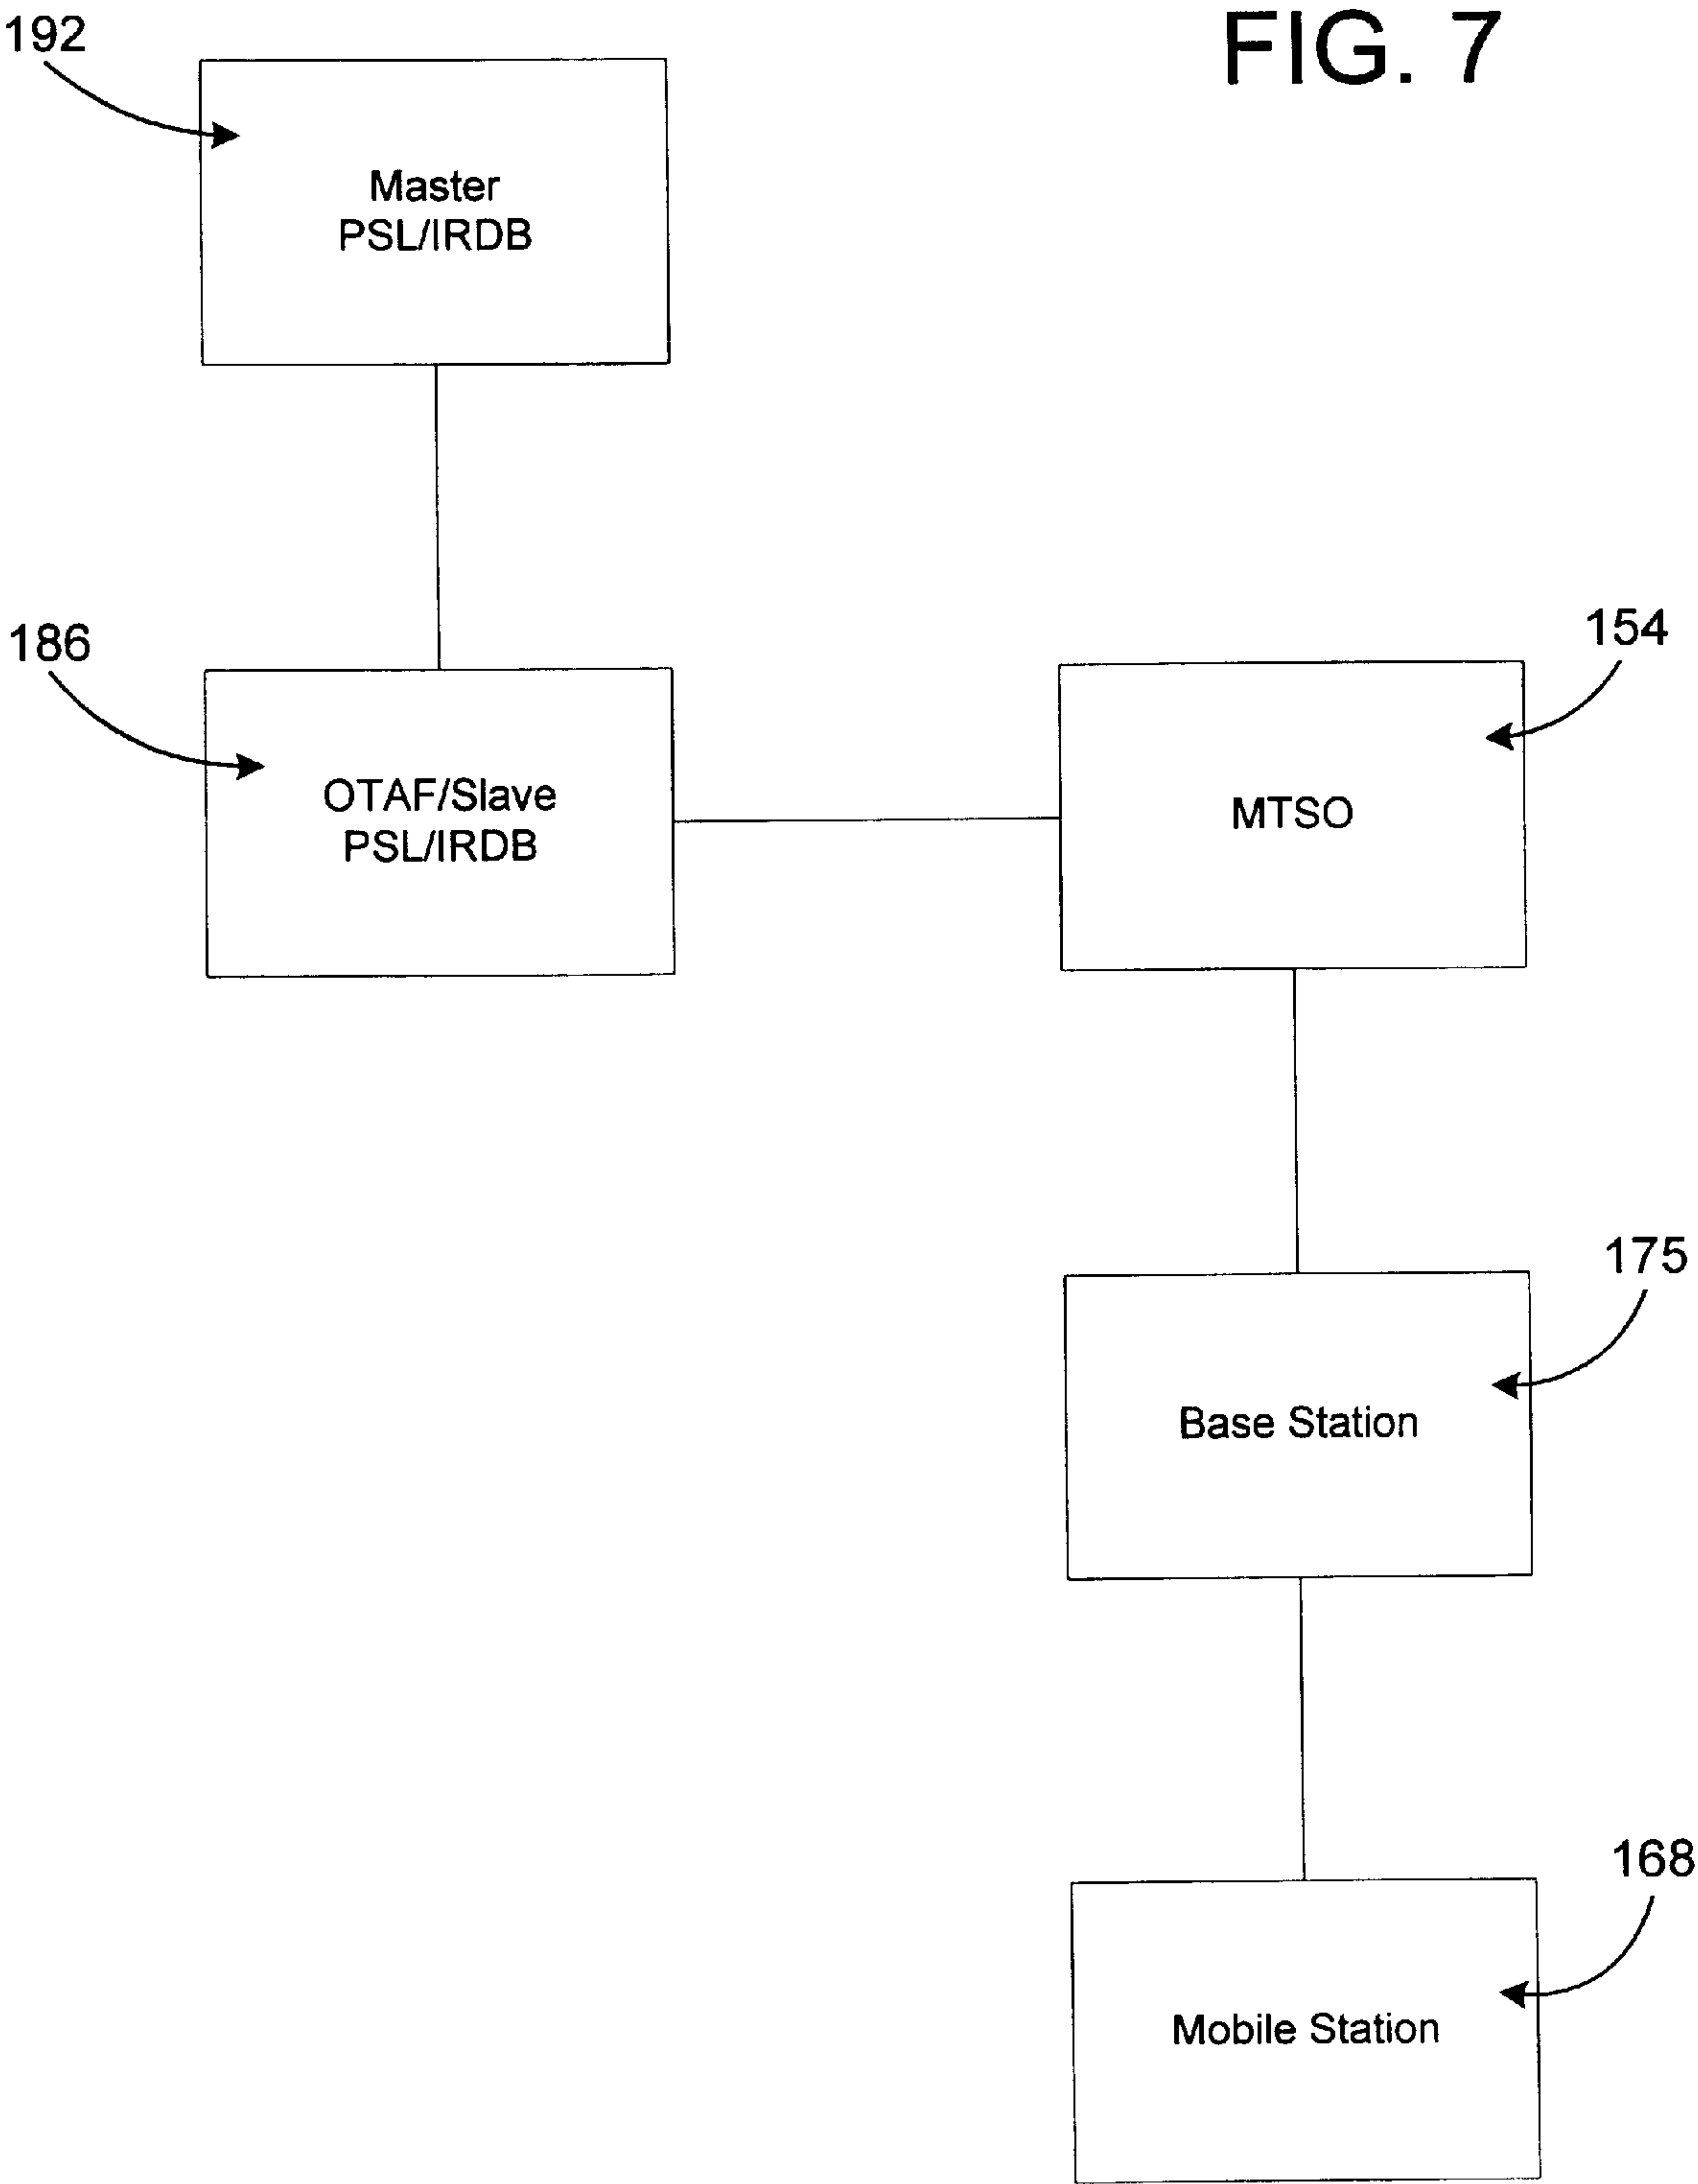 FIG. 7
192
Master
PSL/IRDB
186
OTAF/Slave
PSL/IRDB
154
MTSO
175
Base Station
168
Mobile Station